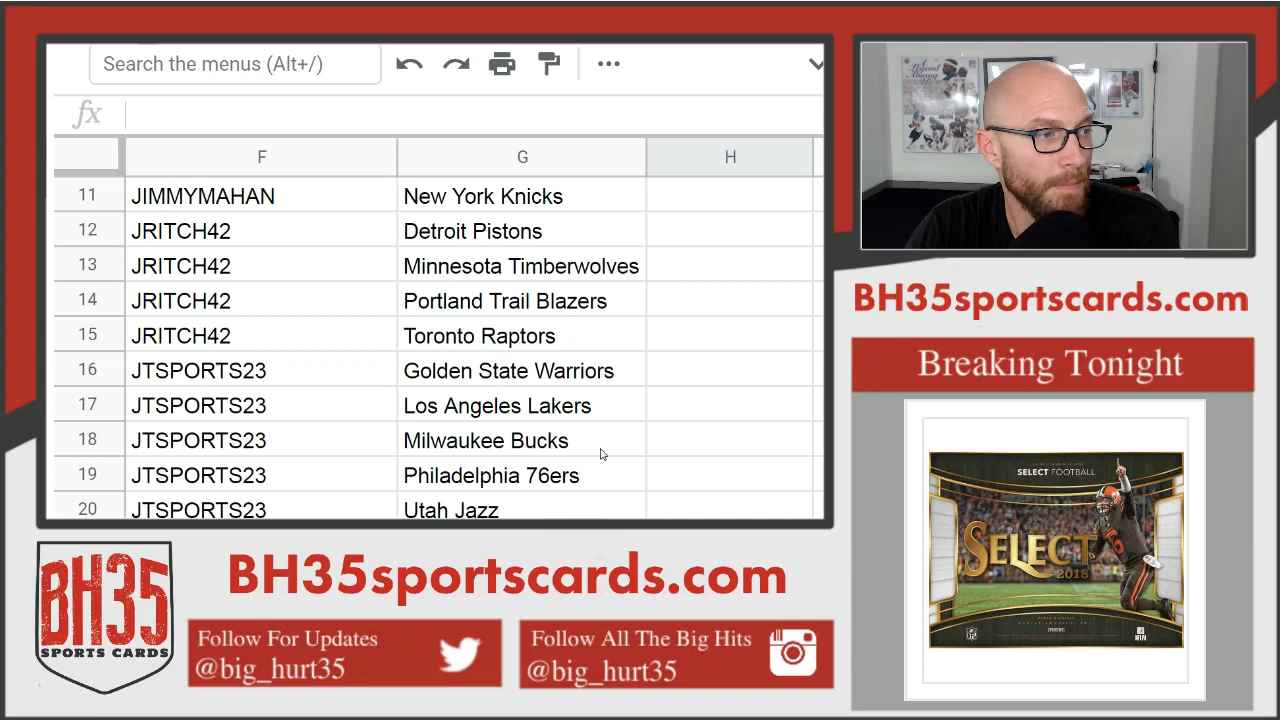 Search the menus (Alt+/)
fx
F G H
11 JIMMYMAHAN New York Knicks
12 JRITCH42 Detroit Pistons
13 JRITCH42 Minnesota Timberwolves
14 JRITCH42 Portland Trail Blazers
15 JRITCH42 Toronto Raptors
16 JTSPORTS23 Golden State Warriors
17 JTSPORTS23 Los Angeles Lakers
18 JTSPORTS23 Milwaukee Bucks
19 JTSPORTS23 Philadelphia 76ers
20 JTSPORTS23 Utah Jazz
BH35sportscards.com
Breaking Tonight
SELECT FOOTBALL
SELECT
2018
BH35
SPORTS CARDS
BH35sportscards.com
Follow For Updates
@big_hurt35
Follow All The Big Hits
@big_hurt35